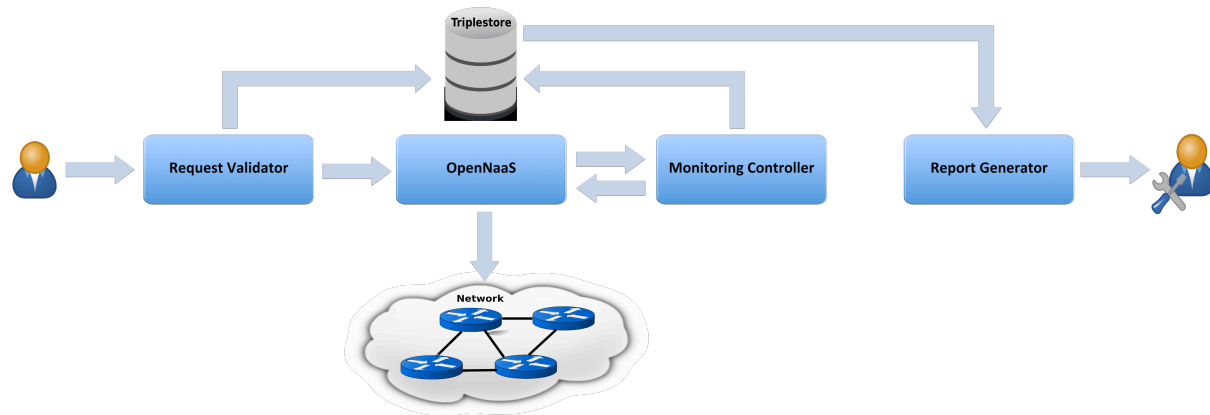 Triplestore
Request Validator
OpenNaaS
Monitoring Controller
Report Generator
Network